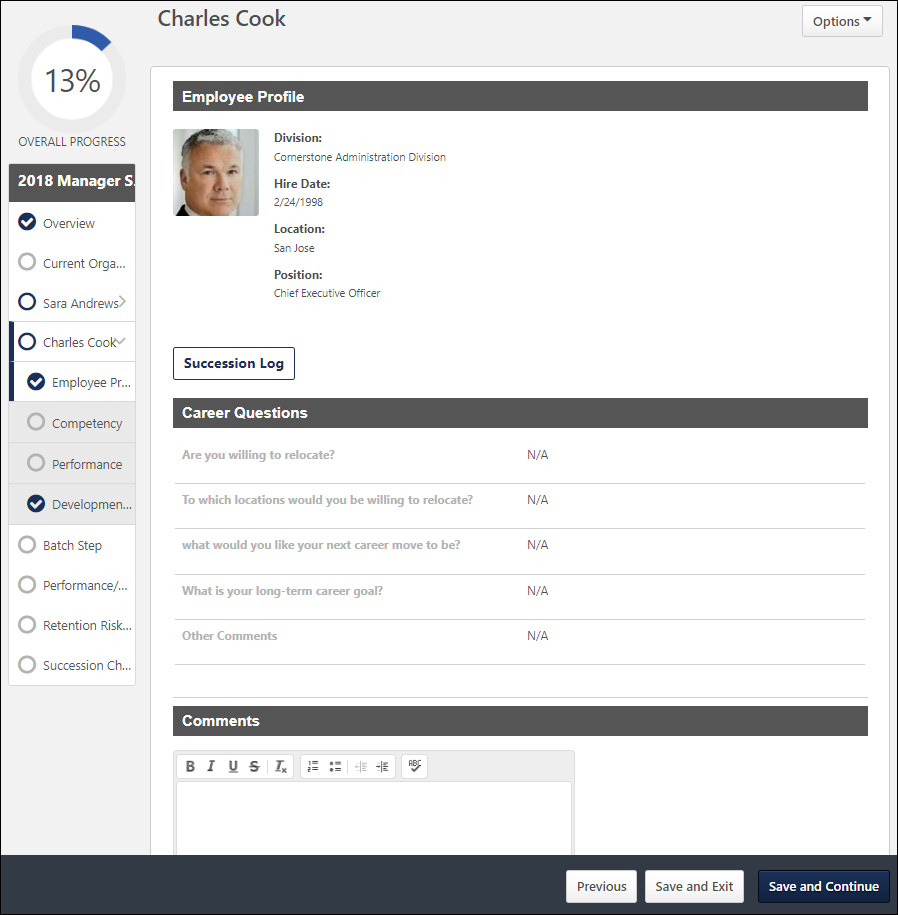 Charles Cook
Options
13%
OVERALL PROGRESS
2018 Manager S.
Overview
Current Orga...
Sara Andrews
Charles Cook
Employee Pr...
Competency
Performance
Developmen...
Batch Step
Performance/...
Retention Risk...
Succession Ch...
Employee Profile
Division:
Cornerstone Administration Division
Hire Date:
2/24/1998
Location:
San Jose
Position:
Chief Executive Officer
Succession Log
Career Questions
Are you willing to relocate? N/A
To which locations would you be willing to relocate? N/A
what would you like your next career move to be? N/A
What is your long-term career goal? N/A
Other Comments N/A
Comments
B I U S Ix ABC
Previous Save and Exit Save and Continue